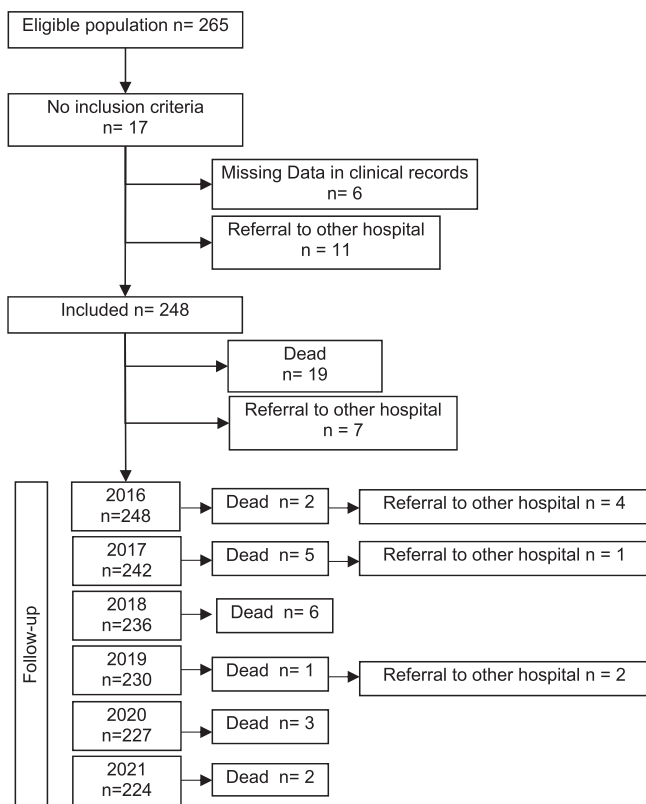 Eligible population n= 265
No inclusion criteria
n= 17
Missing Data in clinical records
n= 6
Referral to other hospital
n = 11
Included n= 248
Dead
n= 19
Referral to other hospital
n = 7
Follow-up
2016
n=248
Dead n= 2
Referral to other hospital n = 4
2017
n=242
Dead n= 5
Referral to other hospital n = 1
2018
n=236
Dead n= 6
2019
n=230
Dead n= 1
Referral to other hospital n = 2
2020
n=227
Dead n= 3
2021
n=224
Dead n= 2